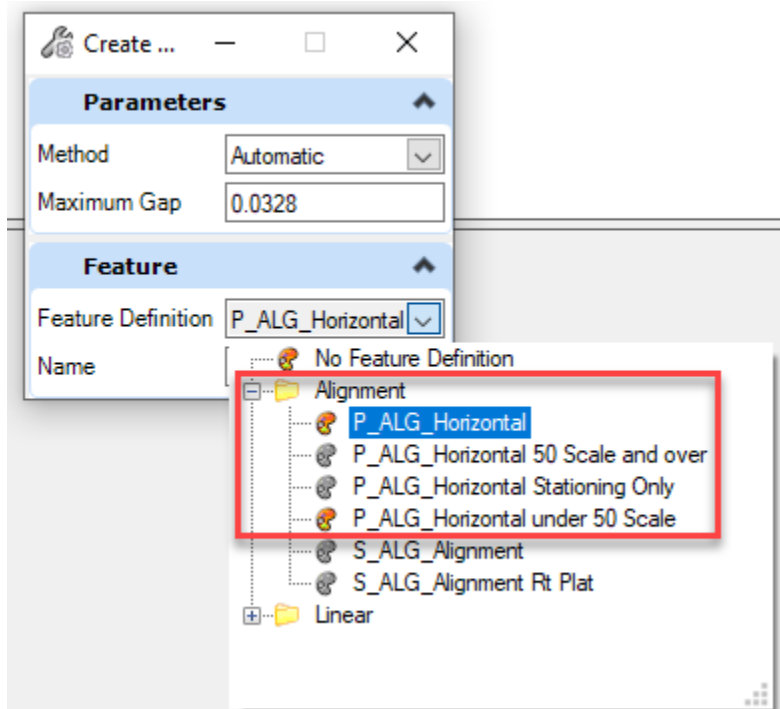 Create ...
Parameters
Method Automatic
Maximum Gap 0.0328
Feature
Feature Definition P_ALG_Horizontal
Name
No Feature Definition
Alignment
P_ALG_Horizontal
P_ALG_Horizontal 50 Scale and over
P_ALG_Horizontal Stationing Only
P_ALG_Horizontal under 50 Scale
S_ALG_Alignment
S_ALG_Alignment Rt Plat
Linear